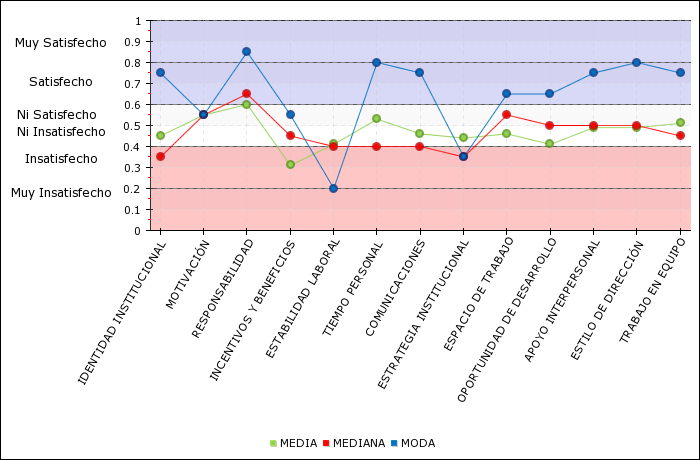 1
0.9
Muy Satisfecho
0.8
Satisfecho
0.7
0.6
Ni Satisfecho
0.5
Ni Insatisfecho
0.4
Insatisfecho
0.3
0.2
Muy Insatisfecho
0.1
0
IDENTIDAD INSTITUCIONAL
MOTIVACIÓN
RESPONSABILIDAD
INCENTIVOS Y BENEFICIOS
ESTABILIDAD LABORAL
TIEMPO PERSONAL
COMUNICACIONES
ESTRATEGIA INSTITUCIONAL
ESPACIO DE TRABAJO
OPORTUNIDAD DE DESARROLLO
APOYO INTERPERSONAL
ESTILO DE DIRECCIÓN
TRABAJO EN EQUIPO
MEDIA MEDIANA MODA